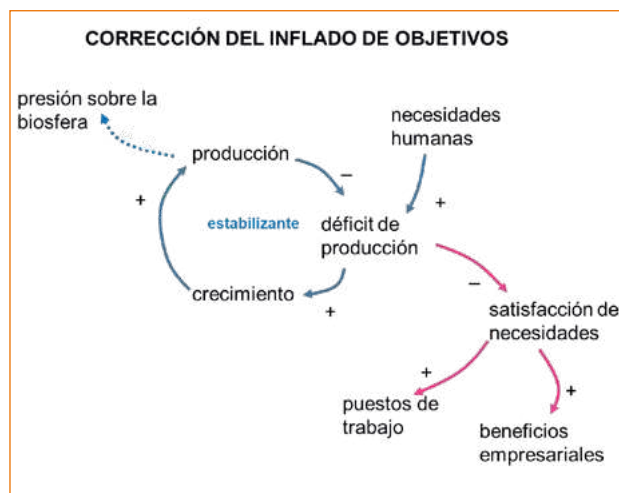 CORRECCIÓN DEL INFLADO DE OBJETIVOS
presión sobre la
biosfera
necesidades
humanas
producción
–
+
+
estabilizante
déficit de
producción
crecimiento
+
–
satisfacción de
necesidades
+
+
puestos de
trabajo
beneficios
empresariales